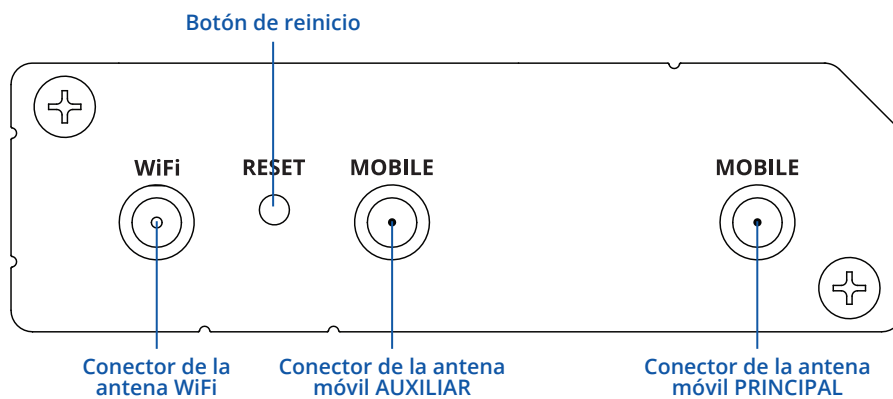 Botón de reinicio
WiFi RESET MOBILE MOBILE
Conector de la
antena WiFi
Conector de la antena
móvil AUXILIAR
Conector de la antena
móvil PRINCIPAL